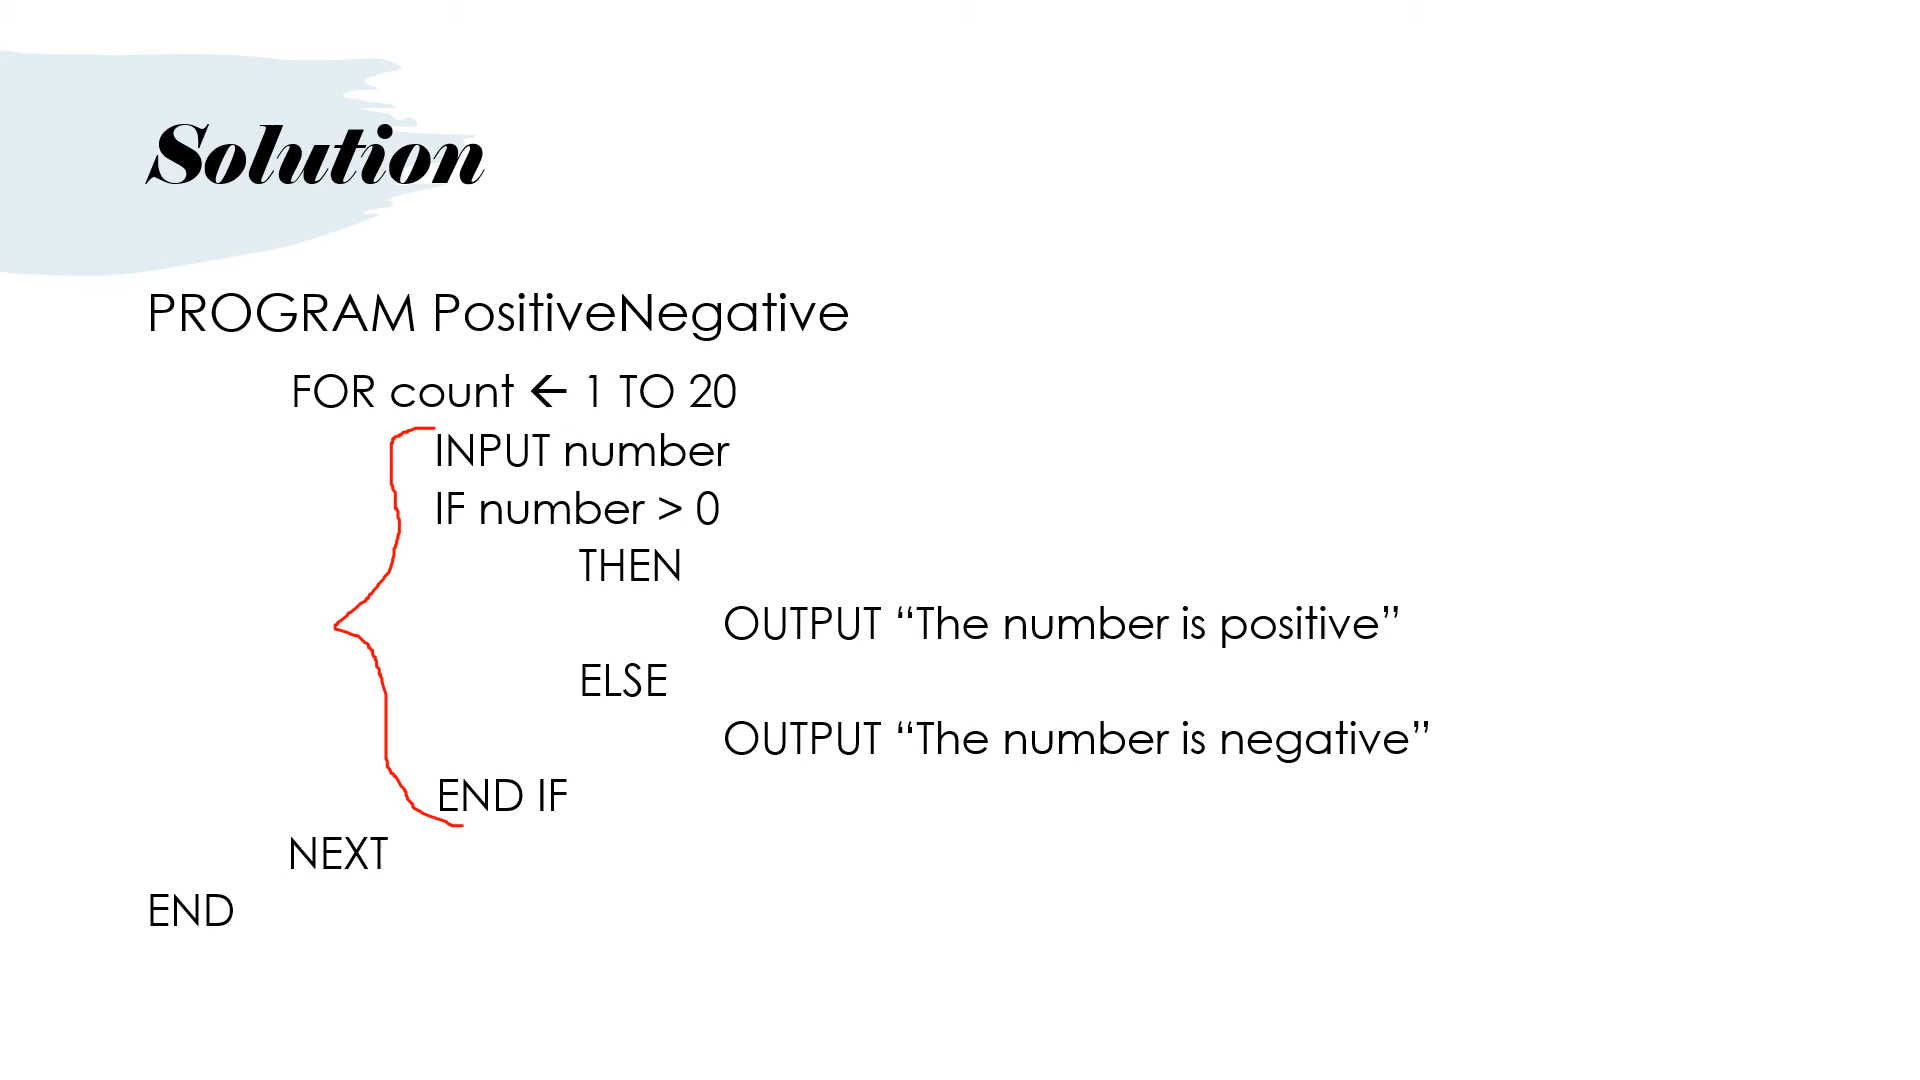 Solution
PROGRAM PositiveNegative
FOR count ← 1 TO 20
INPUT number
IF number > 0
THEN
OUTPUT “The number is positive”
ELSE
OUTPUT “The number is negative”
END IF
NEXT
END